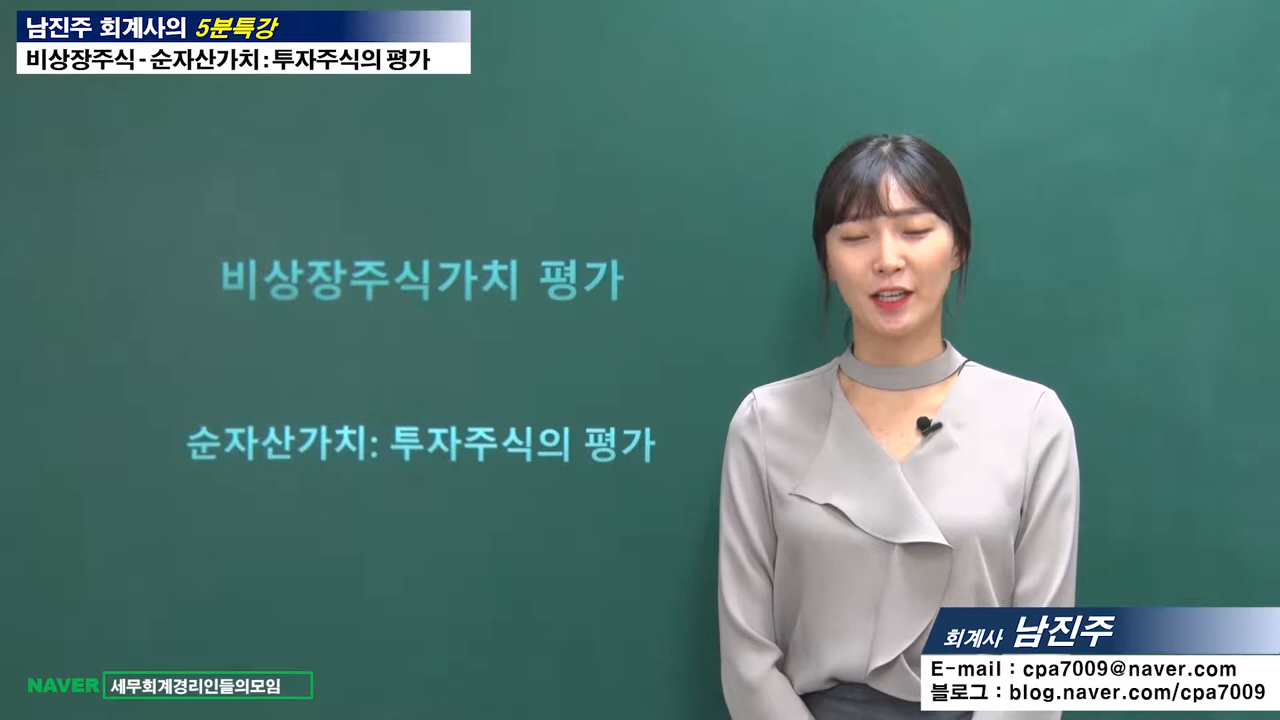 남진주 회계사의 5분특강
비상장주식-순자산가치:투자주식의 평가
비상장주식가치 평가
순자산가치: 투자주식의 평가
회계사 남진주
E-mail : cpa7009@naver.com
블로그 : blog.naver.com/cpa7009
NAVER 세무회계경리인들의모임